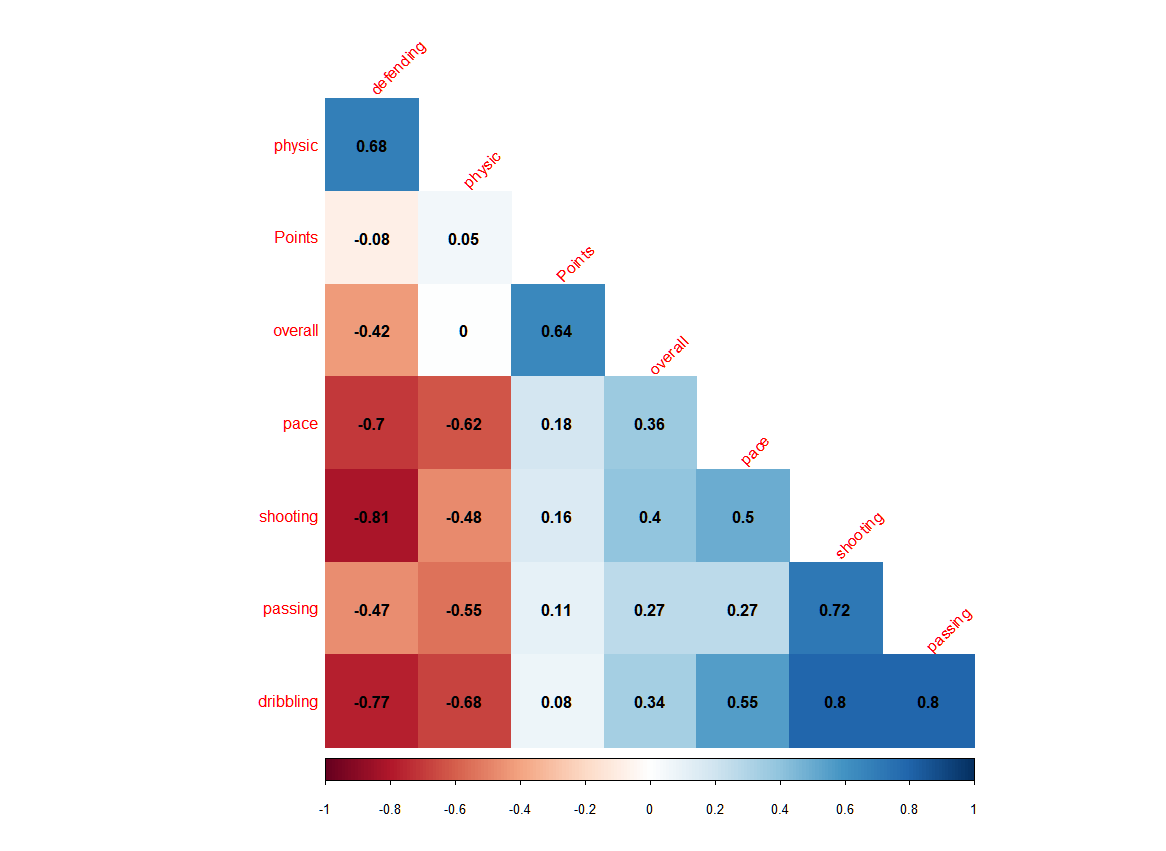 defending
physic 0.68
physic
Points -0.08 0.05
Points
overall -0.42 0 0.64
overall
pace -0.7 -0.62 0.18 0.36
pace
shooting -0.81 -0.48 0.16 0.4 0.5
shooting
passing -0.47 -0.55 0.11 0.27 0.27 0.72
passing
dribbling -0.77 -0.68 0.08 0.34 0.55 0.8 0.8
-1 -0.8 -0.6 -0.4 -0.2 0 0.2 0.4 0.6 0.8 1